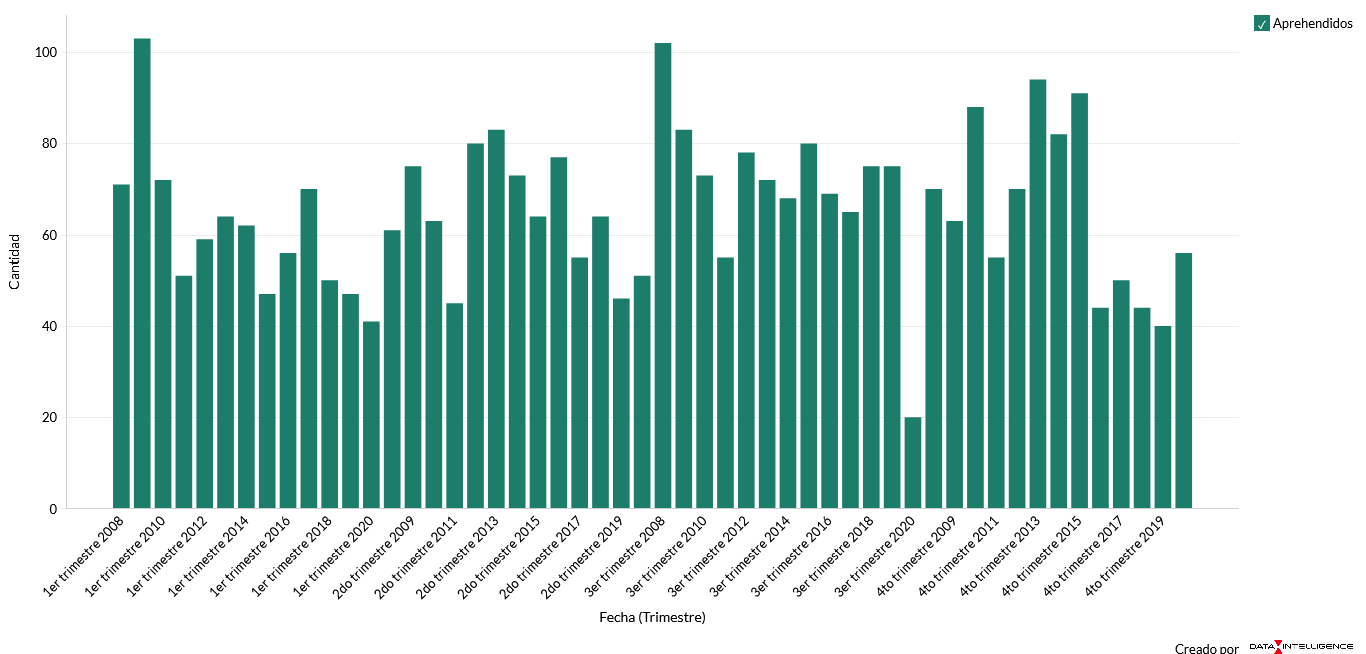 Aprehendidos
100
80
60
40
20
0
Cantidad
1er trimestre 2008
1er trimestre 2010
1er trimestre 2012
1er trimestre 2014
1er trimestre 2016
1er trimestre 2018
1er trimestre 2020
2do trimestre 2009
2do trimestre 2011
2do trimestre 2013
2do trimestre 2015
2do trimestre 2017
2do trimestre 2019
3er trimestre 2008
3er trimestre 2010
3er trimestre 2012
3er trimestre 2014
3er trimestre 2016
3er trimestre 2018
3er trimestre 2020
4to trimestre 2009
4to trimestre 2011
4to trimestre 2013
4to trimestre 2015
4to trimestre 2017
4to trimestre 2019
Fecha (Trimestre)
Creado por DATA INTELLIGENCE